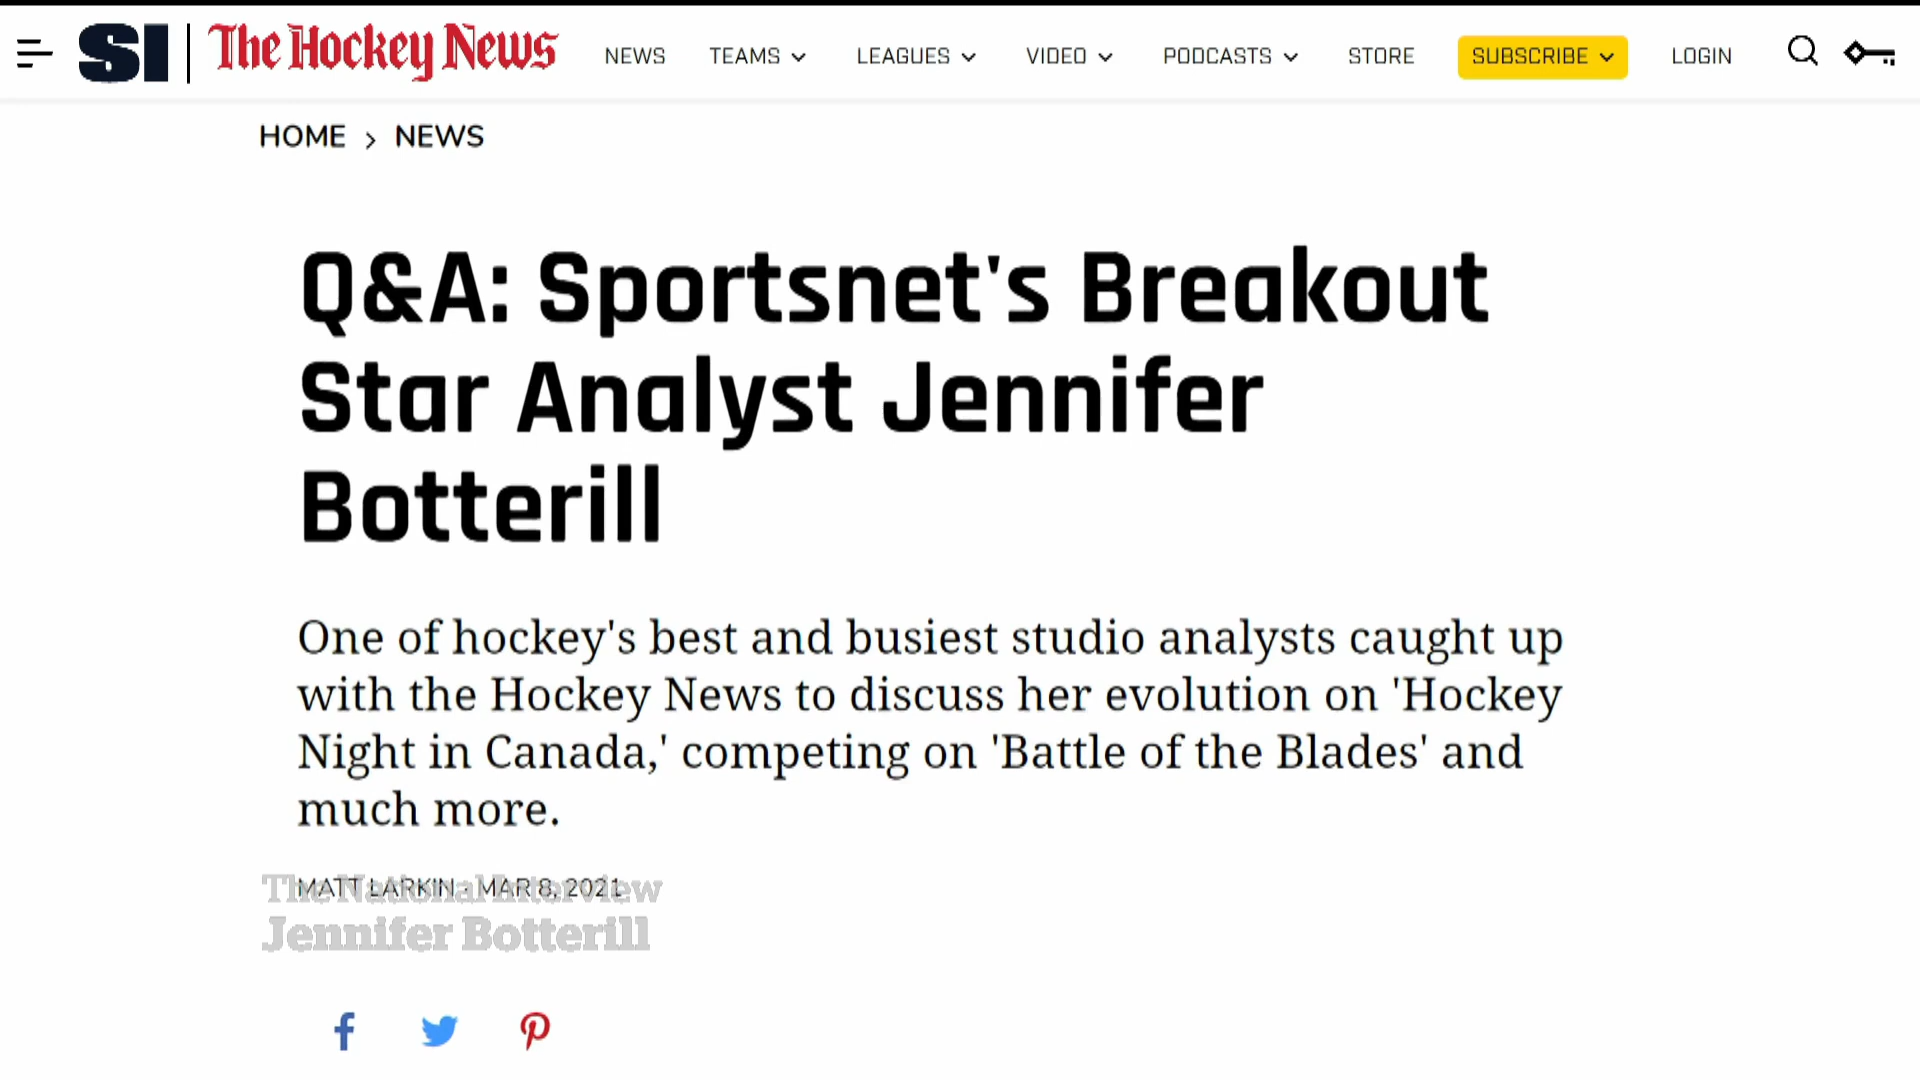 SI | The Hockey News NEWS TEAMS LEAGUES VIDEO PODCASTS STORE SUBSCRIBE LOGIN
HOME > NEWS
Q&A: Sportsnet's Breakout
Star Analyst Jennifer
Botterill
One of hockey's best and busiest studio analysts caught up
with the Hockey News to discuss her evolution on 'Hockey
Night in Canada,' competing on 'Battle of the Blades' and
much more.
MATT LARKIN · MAR 8, 2021
The National Interview
Jennifer Botterill